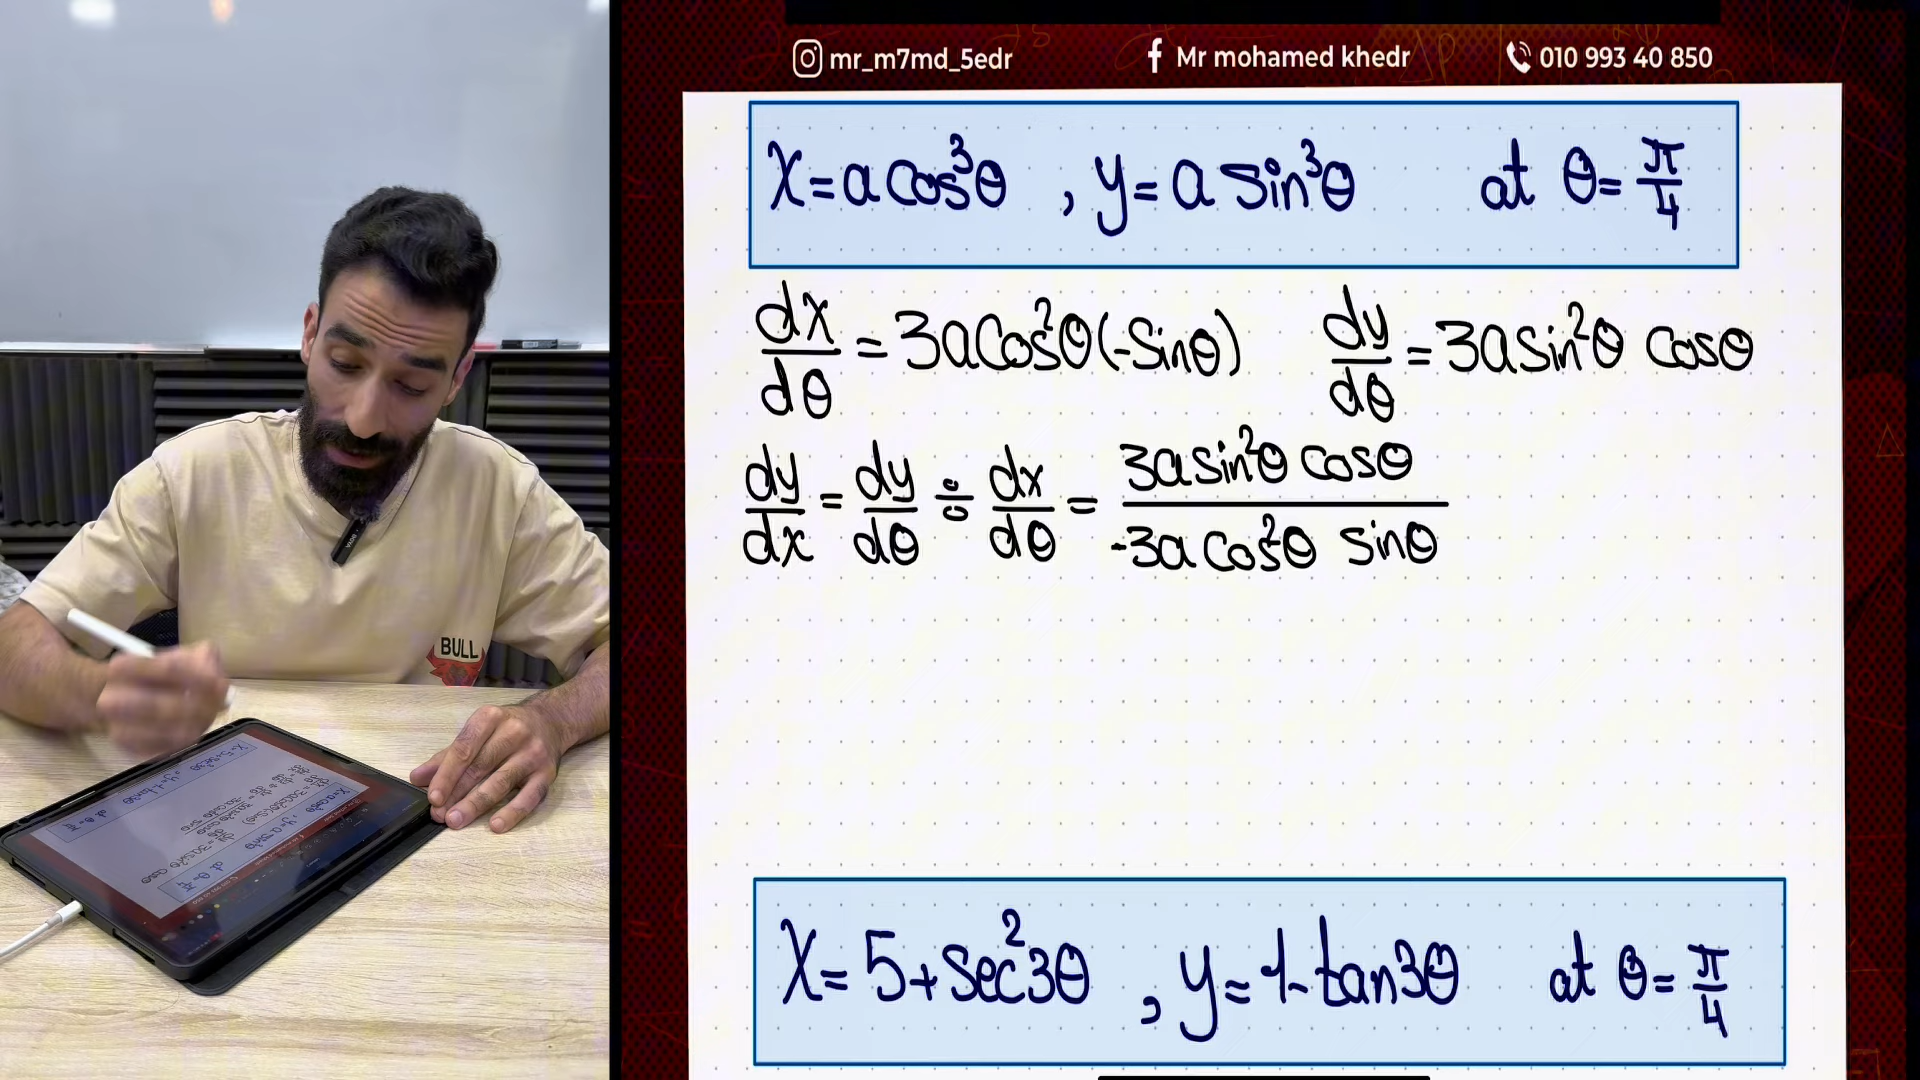 mr_m7md_5edr Mr mohamed khedr 010 993 40 850
x=a cos³θ , y= a sin³θ at θ= π/4
dx/dθ = 3a cos²θ(-sinθ) dy/dθ = 3a sin²θ cosθ
dy/dx = dy/dθ ÷ dx/dθ = 3a sin²θ cosθ / -3a cos²θ sinθ
x= 5+sec²3θ , y= 1-tan3θ at θ= π/4
BULL